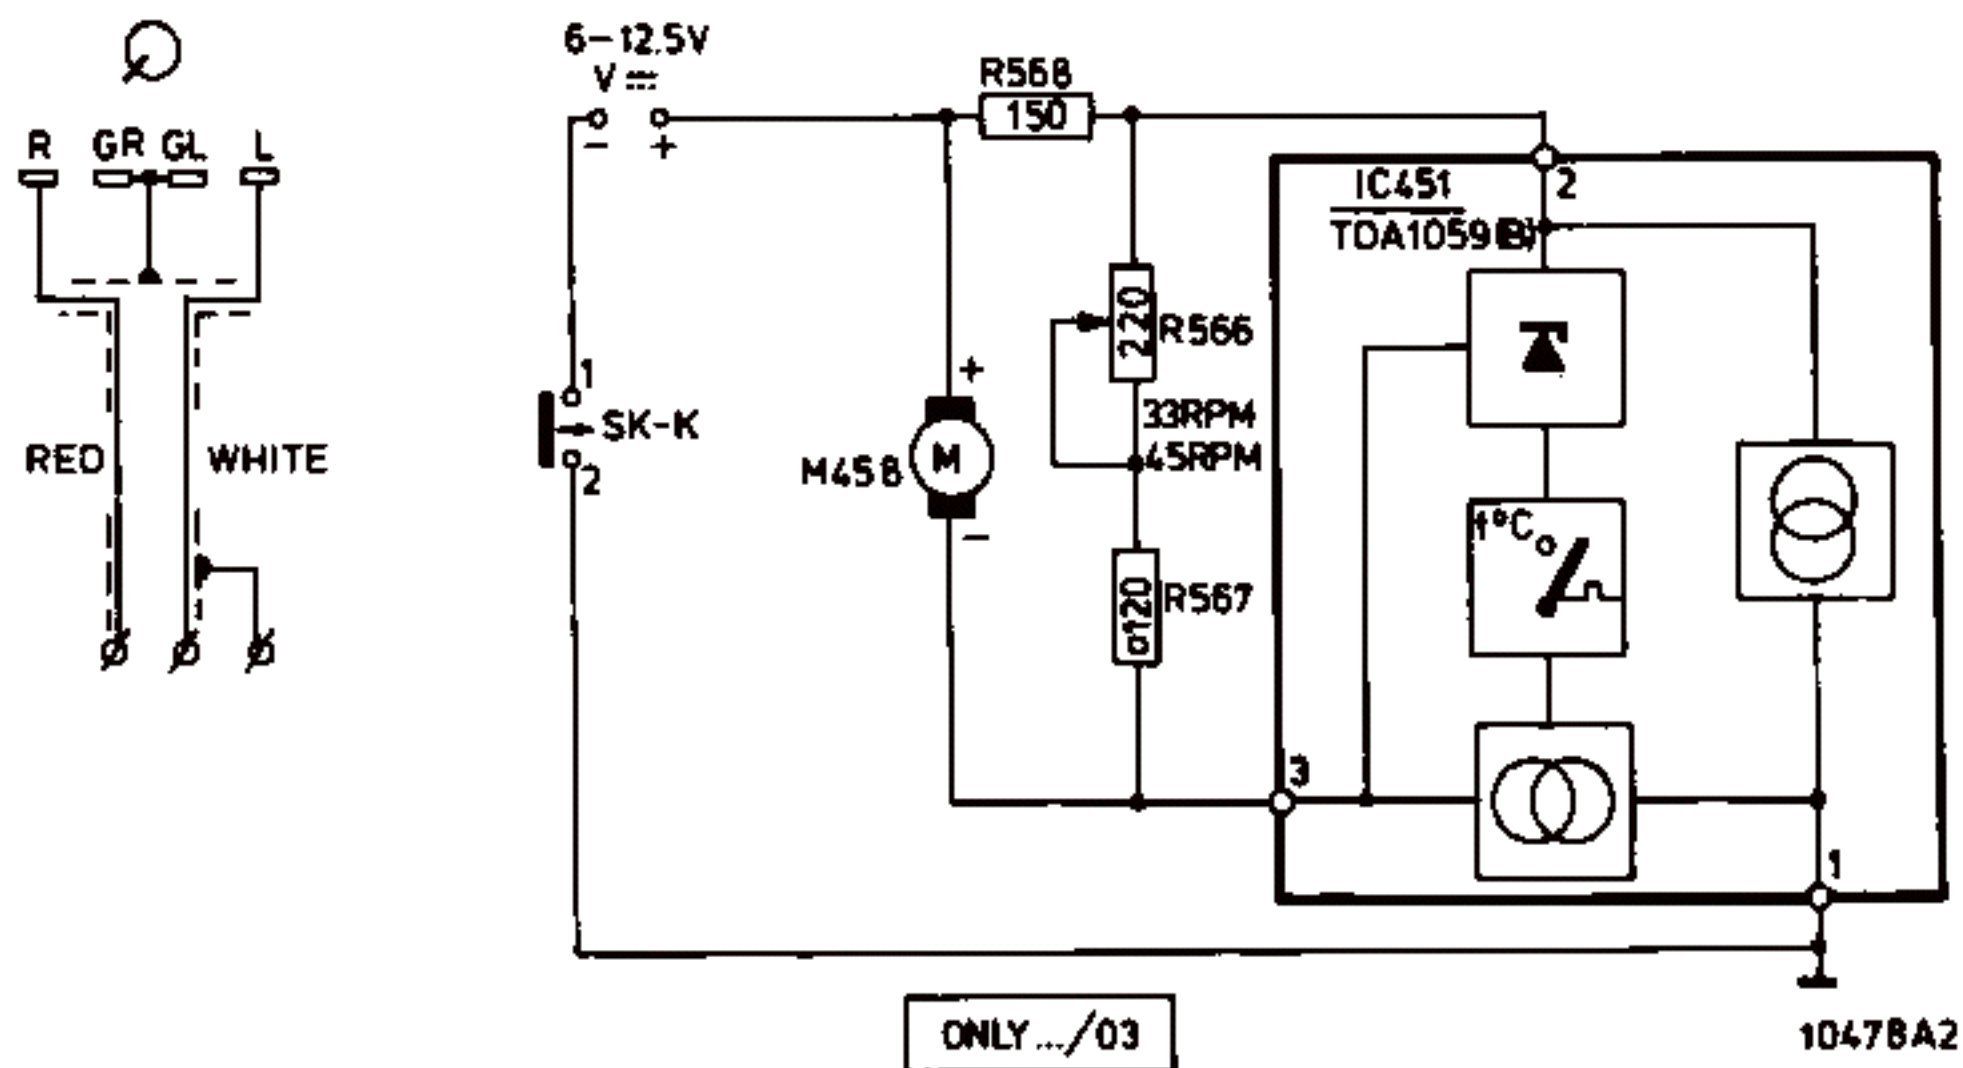 R GR GL L
RED
WHITE
6-12.5V
V
- +
R568
150
IC451
TDA1059(B)
2
220
R566
33RPM
45RPM
1
SK-K
2
+
M458
M
-
120
R567
t°C
3
1
ONLY.../03
10478A2